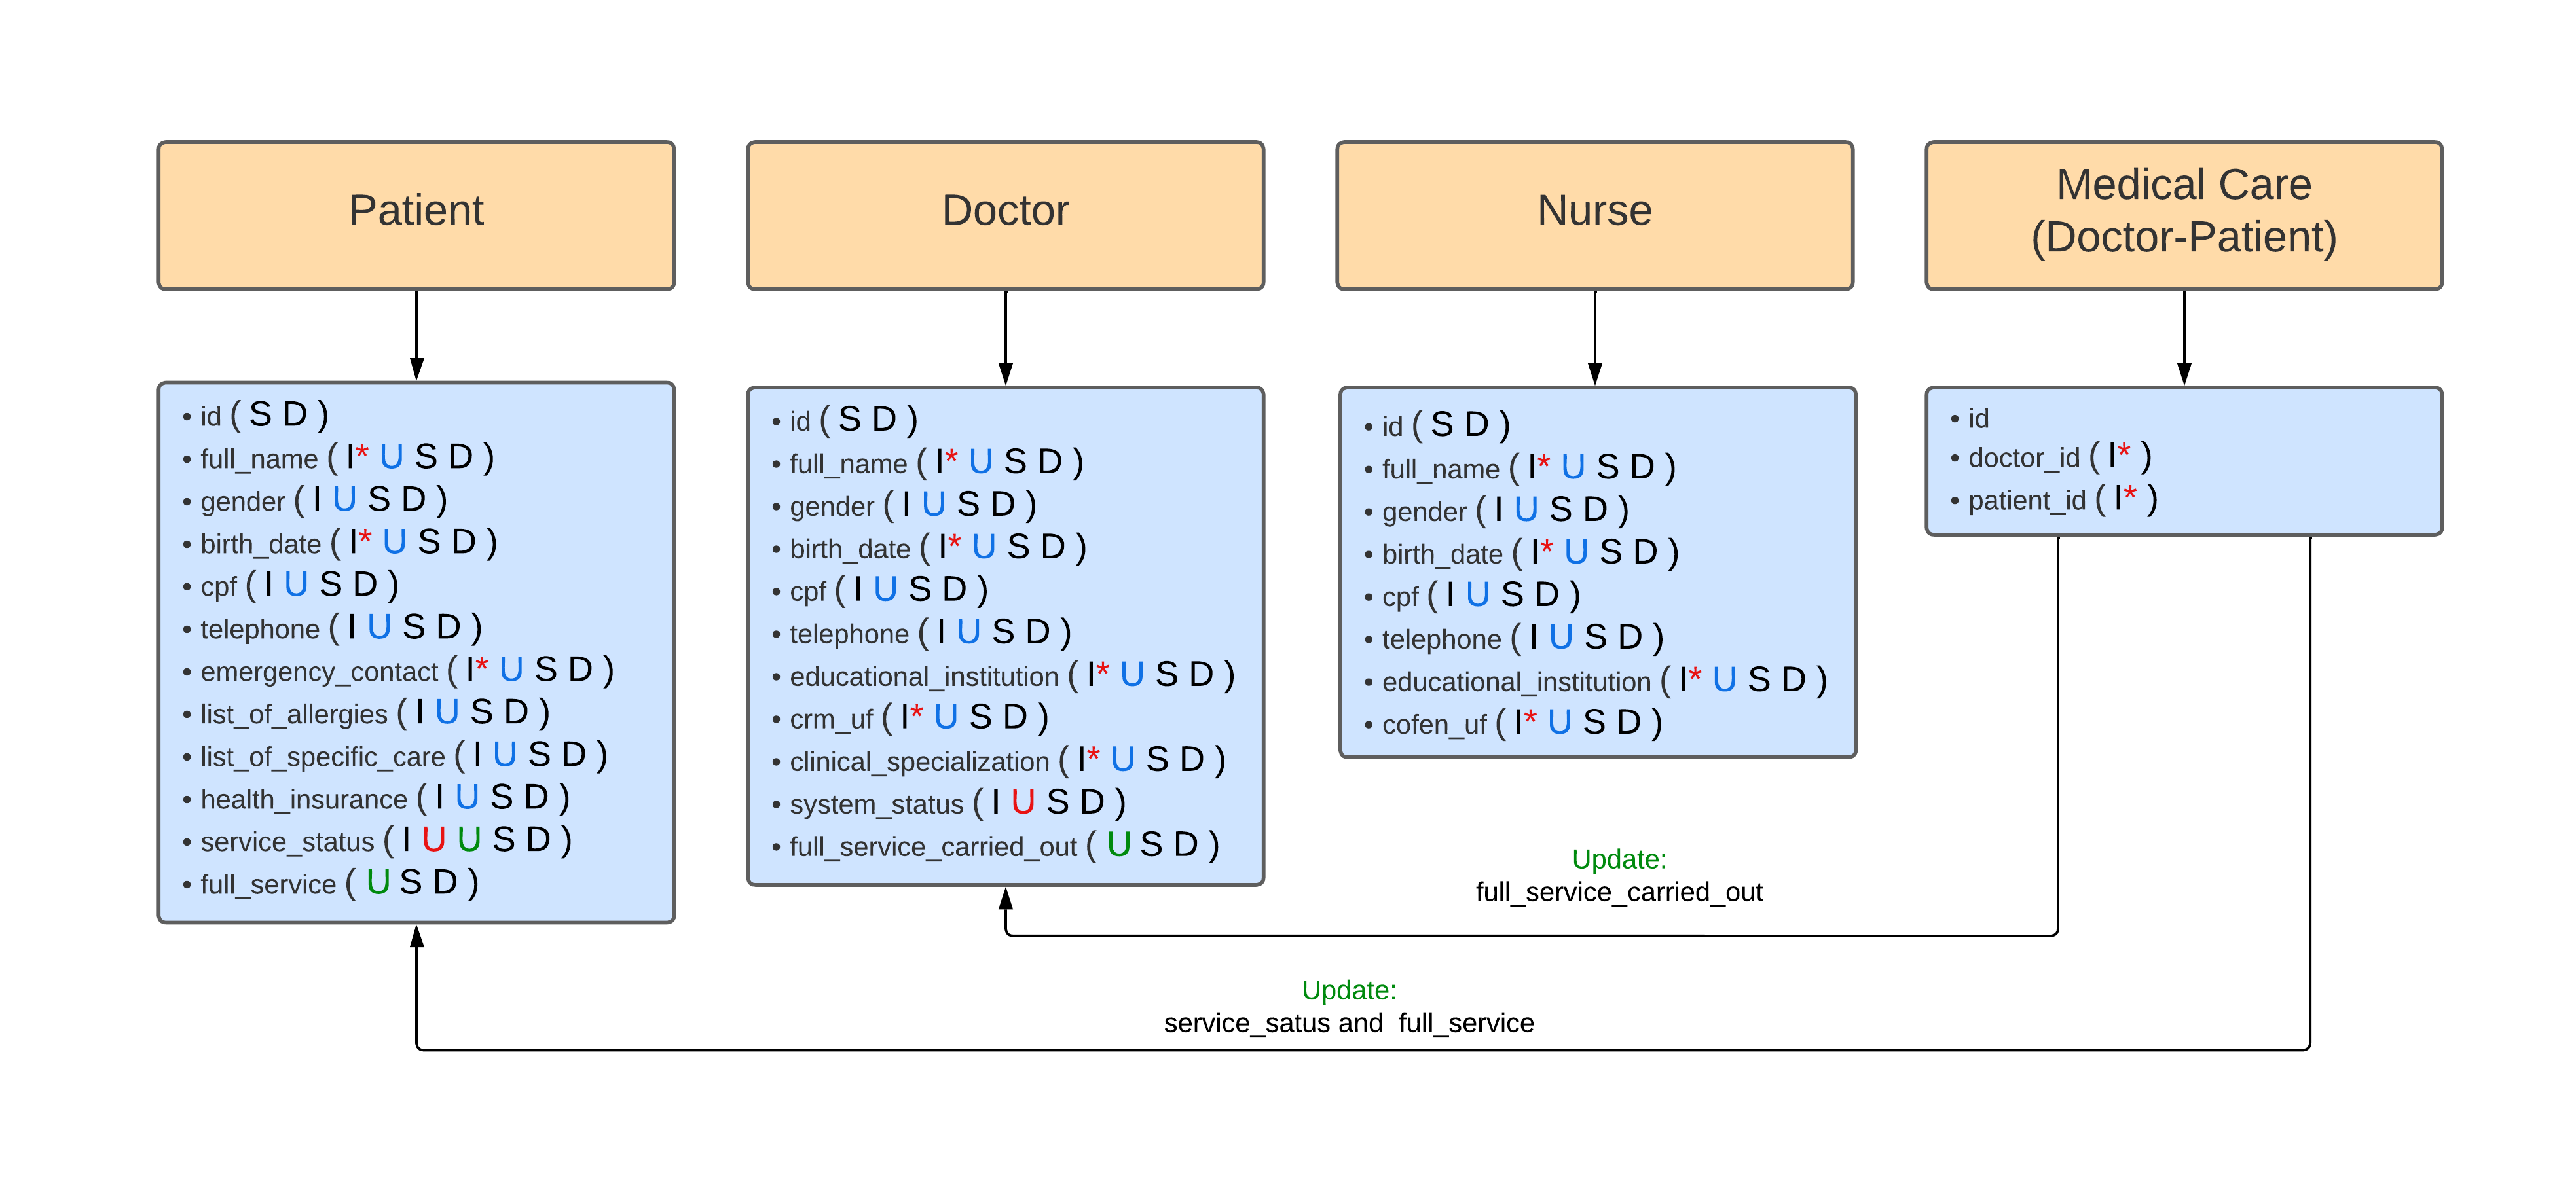 Patient
• id ( S D )
• full_name ( I* U S D )
• gender ( I U S D )
• birth_date ( I* U S D )
• cpf ( I U S D )
• telephone ( I U S D )
• emergency_contact ( I* U S D )
• list_of_allergies ( I U S D )
• list_of_specific_care ( I U S D )
• health_insurance ( I U S D )
• service_status ( I U U S D )
• full_service ( U S D )
Doctor
• id ( S D )
• full_name ( I* U S D )
• gender ( I U S D )
• birth_date ( I* U S D )
• cpf ( I U S D )
• telephone ( I U S D )
• educational_institution ( I* U S D )
• crm_uf ( I* U S D )
• clinical_specialization ( I* U S D )
• system_status ( I U S D )
• full_service_carried_out ( U S D )
Nurse
• id ( S D )
• full_name ( I* U S D )
• gender ( I U S D )
• birth_date ( I* U S D )
• cpf ( I U S D )
• telephone ( I U S D )
• educational_institution ( I* U S D )
• cofen_uf ( I* U S D )
Medical Care
(Doctor-Patient)
• id
• doctor_id ( I* )
• patient_id ( I* )
Update:
full_service_carried_out
Update:
service_satus and full_service